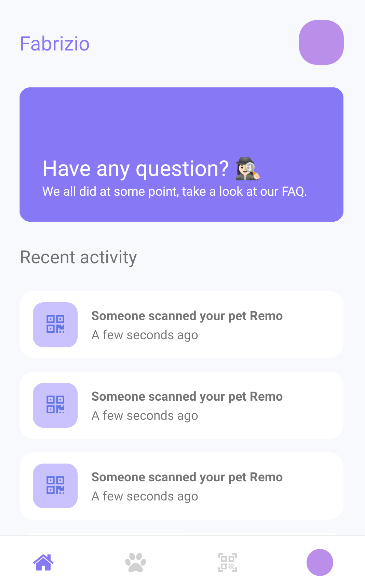 Fabrizio
Have any question? 🕵🏻‍♀️
We all did at some point, take a look at our FAQ.
Recent activity
Someone scanned your pet Remo
A few seconds ago
Someone scanned your pet Remo
A few seconds ago
Someone scanned your pet Remo
A few seconds ago